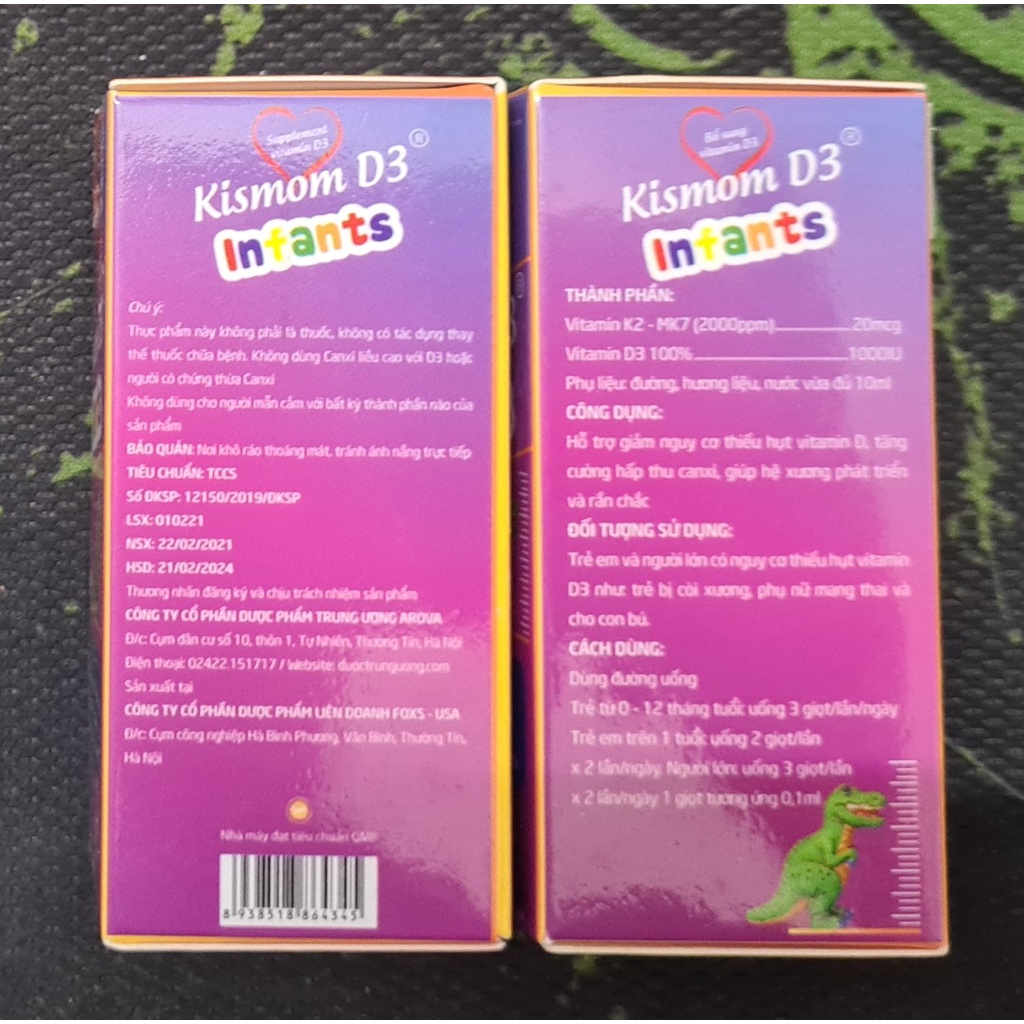 Supplement
vitamin D3
Kismom D3®
Infants
Chú ý:
Thực phẩm này không phải là thuốc, không có tác dụng thay
thế thuốc chữa bệnh. Không dùng Canxi liều cao với D3 hoặc
người có chứng thừa Canxi
Không dùng cho người mẫn cảm với bất kỳ thành phần nào của
sản phẩm
BẢO QUẢN: Nơi khô ráo thoáng mát, tránh ánh nắng trực tiếp
TIÊU CHUẨN: TCCS
Số ĐKSP: 12150/2019/ĐKSP
LSX: 010221
NSX: 22/02/2021
HSD: 21/02/2024
Thương nhân đăng ký và chịu trách nhiệm sản phẩm
CÔNG TY CỔ PHẦN DƯỢC PHẨM TRUNG ƯƠNG AROVA
Đ/c: Cụm dân cư số 10, thôn 1, Tự Nhiên, Thường Tín, Hà Nội
Điện thoại: 02422.151717 / Website: duoctrunguong.com
Sản xuất tại
CÔNG TY CỔ PHẦN DƯỢC PHẨM LIÊN DOANH FOXS - USA
Đ/c: Cụm công nghiệp Hà Bình Phương, Văn Bình, Thường Tín,
Hà Nội
Nhà máy đạt tiêu chuẩn GMP
8 938518 864345
Bổ sung
vitamin D3
Kismom D3®
Infants
THÀNH PHẦN:
Vitamin K2 - MK7 (2000ppm)..................20mcg
Vitamin D3 100%......................................1000IU
Phụ liệu: đường, hương liệu, nước vừa đủ 10ml
CÔNG DỤNG:
Hỗ trợ giảm nguy cơ thiếu hụt vitamin D, tăng
cường hấp thu canxi, giúp hệ xương phát triển
và rắn chắc
ĐỐI TƯỢNG SỬ DỤNG:
Trẻ em và người lớn có nguy cơ thiếu hụt vitamin
D3 như: trẻ bị còi xương, phụ nữ mang thai và
cho con bú.
CÁCH DÙNG:
Dùng đường uống
Trẻ từ 0 - 12 tháng tuổi: uống 3 giọt/lần/ngày
Trẻ em trên 1 tuổi: uống 2 giọt/lần
x 2 lần/ngày. Người lớn: uống 3 giọt/lần
x 2 lần/ngày 1 giọt tương ứng 0,1ml